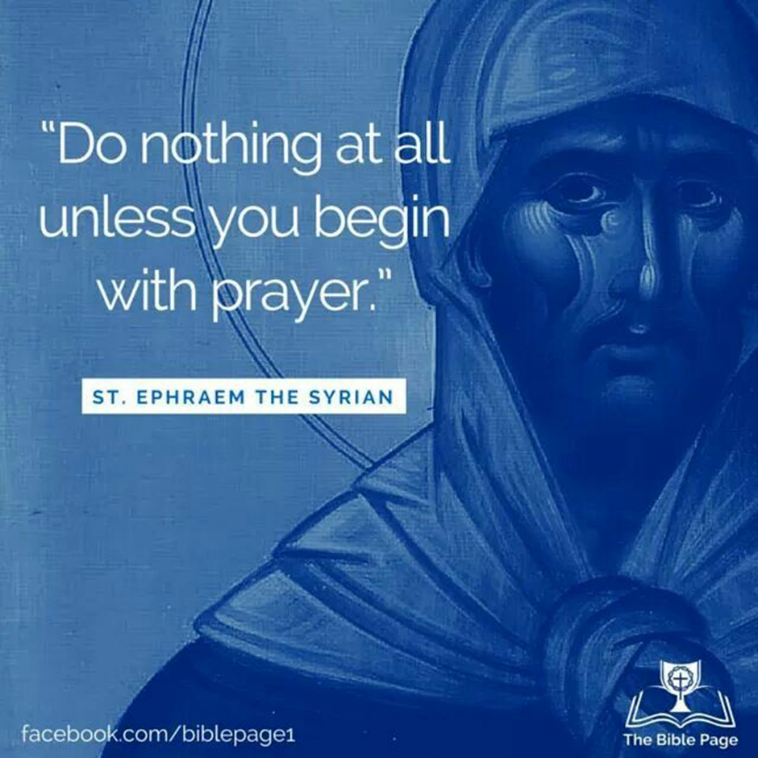 “Do nothing at all
unless you begin
with prayer.”
ST. EPHRAEM THE SYRIAN
facebook.com/biblepage1
The Bible Page